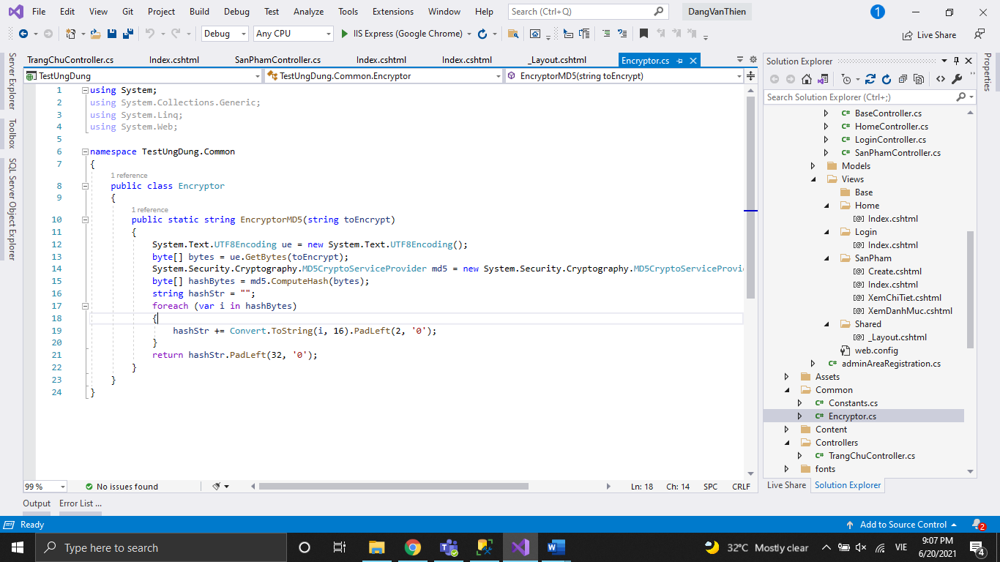 File Edit View Git Project Build Debug Test Analyze Tools Extensions Window Help Search (Ctrl+Q) DangVanThien 1
Debug Any CPU IIS Express (Google Chrome) Live Share
Server Explorer
Toolbox
SQL Server Object Explorer
TrangChuController.cs Index.cshtml SanPhamController.cs Index.cshtml Index.cshtml _Layout.cshtml Encryptor.cs
TestUngDung TestUngDung.Common.Encryptor EncryptorMD5(string toEncrypt)
1 using System;
2 using System.Collections.Generic;
3 using System.Linq;
4 using System.Web;
5
6 namespace TestUngDung.Common
7 {
1 reference
8 public class Encryptor
9 {
1 reference
10 public static string EncryptorMD5(string toEncrypt)
11 {
12 System.Text.UTF8Encoding ue = new System.Text.UTF8Encoding();
13 byte[] bytes = ue.GetBytes(toEncrypt);
14 System.Security.Cryptography.MD5CryptoServiceProvider md5 = new System.Security.Cryptography.MD5CryptoServiceProvi
15 byte[] hashBytes = md5.ComputeHash(bytes);
16 string hashStr = "";
17 foreach (var i in hashBytes)
18 {
19 hashStr += Convert.ToString(i, 16).PadLeft(2, '0');
20 }
21 return hashStr.PadLeft(32, '0');
22 }
23 }
24 }
99 % No issues found Ln: 18 Ch: 14 SPC CRLF
Output Error List ...
Solution Explorer
Search Solution Explorer (Ctrl+;)
C# BaseController.cs
C# HomeController.cs
C# LoginController.cs
C# SanPhamController.cs
Models
Views
Base
Home
[@] Index.cshtml
Login
[@] Index.cshtml
SanPham
[@] Create.cshtml
[@] Index.cshtml
[@] XemChiTiet.cshtml
[@] XemDanhMuc.cshtml
Shared
[@] _Layout.cshtml
web.config
C# adminAreaRegistration.cs
Assets
Common
C# Constants.cs
C# Encryptor.cs
Content
Controllers
C# TrangChuController.cs
fonts
Live Share Solution Explorer
Properties
Ready Add to Source Control 2
Type here to search 32°C Mostly clear VIE 9:07 PM
6/20/2021 4